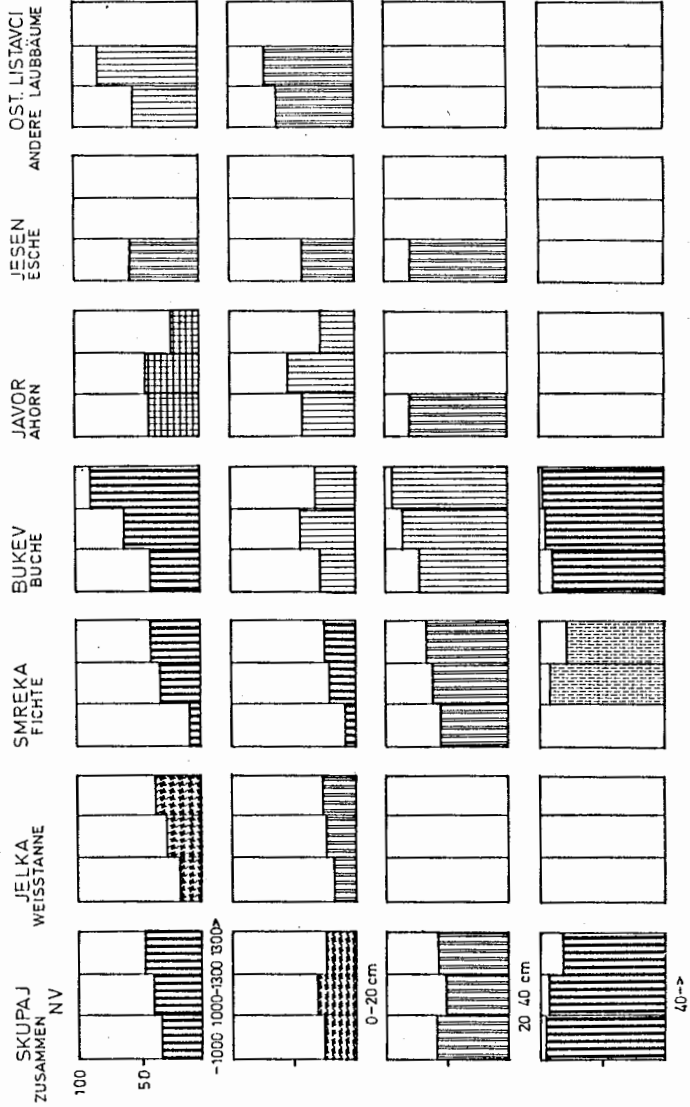 SKUPAJ
ZUSAMMEN
NV
JELKA
WEISSTANNE
SMREKA
FICHTE
BUKEV
BUCHE
JAVOR
AHORN
JESEN
ESCHE
OST. LISTAVCI
ANDERE LAUBBÄUME
100
50
-1000 1000-1300 1300>
0-20 cm
20 40 cm
40->